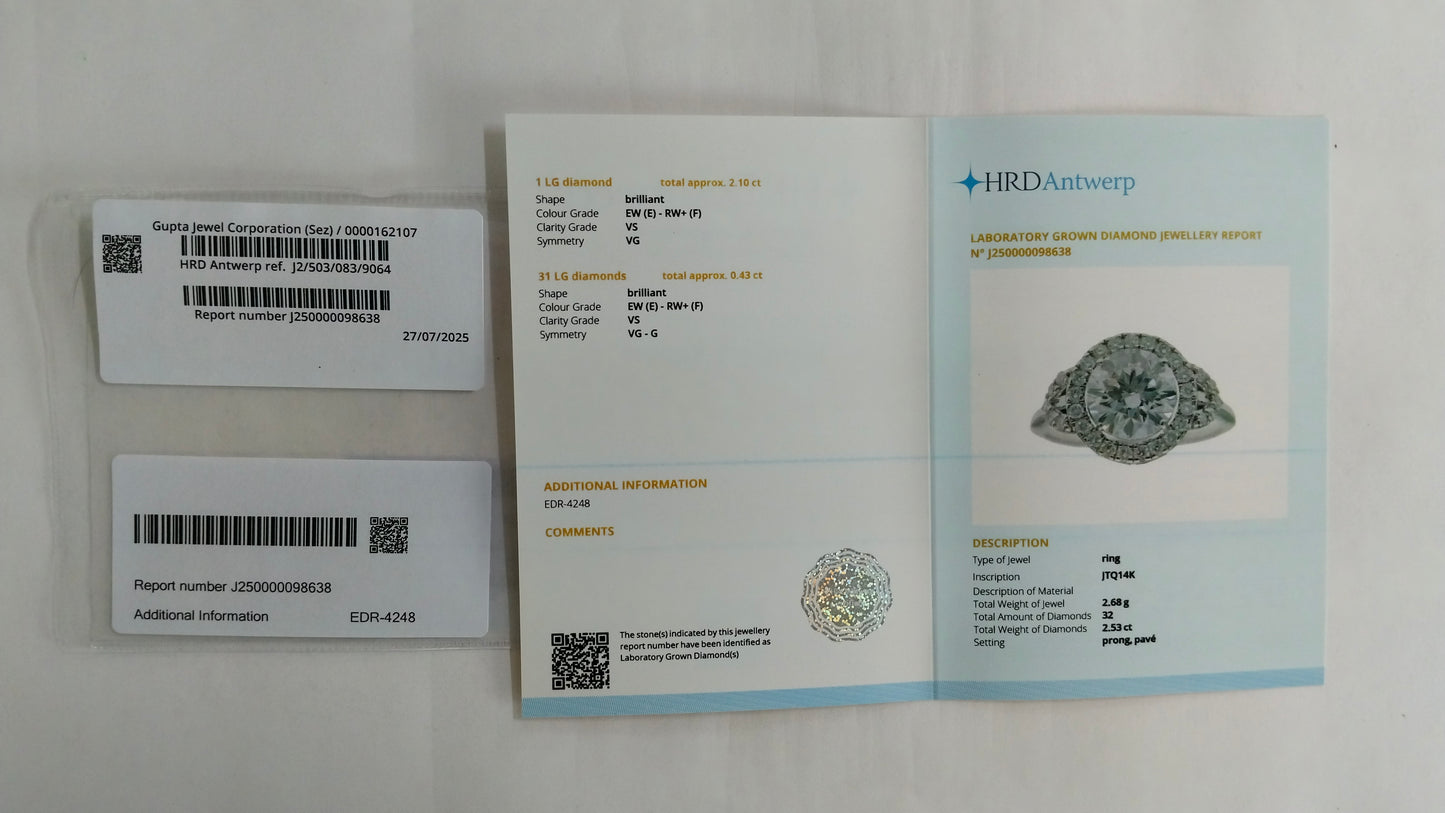 Gupta Jewel Corporation (Sez) / 0000162107
HRD Antwerp ref. J2/503/083/9064
Report number J250000098638
27/07/2025
Report number J250000098638
Additional Information EDR-4248
1 LG diamond total approx. 2.10 ct
Shape brilliant
Colour Grade EW (E) - RW+ (F)
Clarity Grade VS
Symmetry VG
31 LG diamonds total approx. 0.43 ct
Shape brilliant
Colour Grade EW (E) - RW+ (F)
Clarity Grade VS
Symmetry VG - G
ADDITIONAL INFORMATION
EDR-4248
COMMENTS
The stone(s) indicated by this jewellery
report number have been identified as
Laboratory Grown Diamond(s)
HRDAntwerp
LABORATORY GROWN DIAMOND JEWELLERY REPORT
N° J250000098638
DESCRIPTION
Type of Jewel ring
Inscription JTQ14K
Description of Material
Total Weight of Jewel 2.68 g
Total Amount of Diamonds 32
Total Weight of Diamonds 2.53 ct
Setting prong, pavé